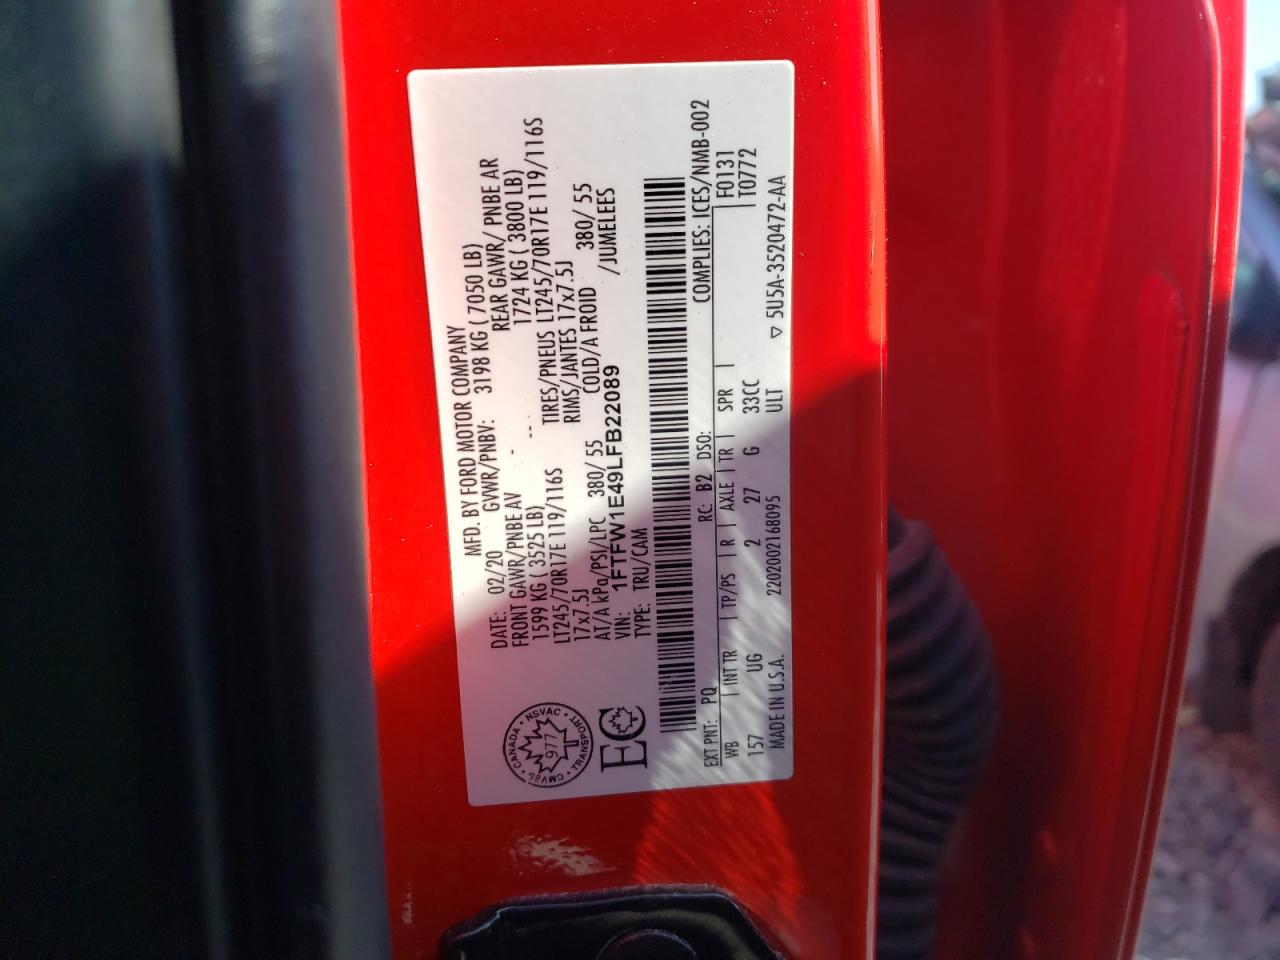 MFD. BY FORD MOTOR COMPANY
DATE: 02/20 GVWR/PNBV: 3198 KG ( 7050 LB)
FRONT GAWR/PNBE AV REAR GAWR/ PNBE AR
1599 KG ( 3525 LB) - -- 1724 KG ( 3800 LB)
LT245/70R17E 119/116S TIRES/PNEUS LT245/70R17E 119/116S
17x7.5J RIMS/JANTES 17x7.5J
AT/A kPa/PSI/LPC 380/ 55 COLD/A FROID 380/ 55
VIN: 1FTFW1E49LFB22089 /JUMELEES
TYPE: TRU/CAM
CANADA NSVAC TRANSPORT CMVSS
977
EC
COMPLIES: ICES/NMB-002
EXT PNT: PQ RC: B2 DSO: F0131
WB | INT TR | TP/PS | R | AXLE | TR | SPR | T0772
157 UG 2 27 G 33CC
MADE IN U.S.A. 22020002168095 ULT ▽ 5U5A-3520472-AA